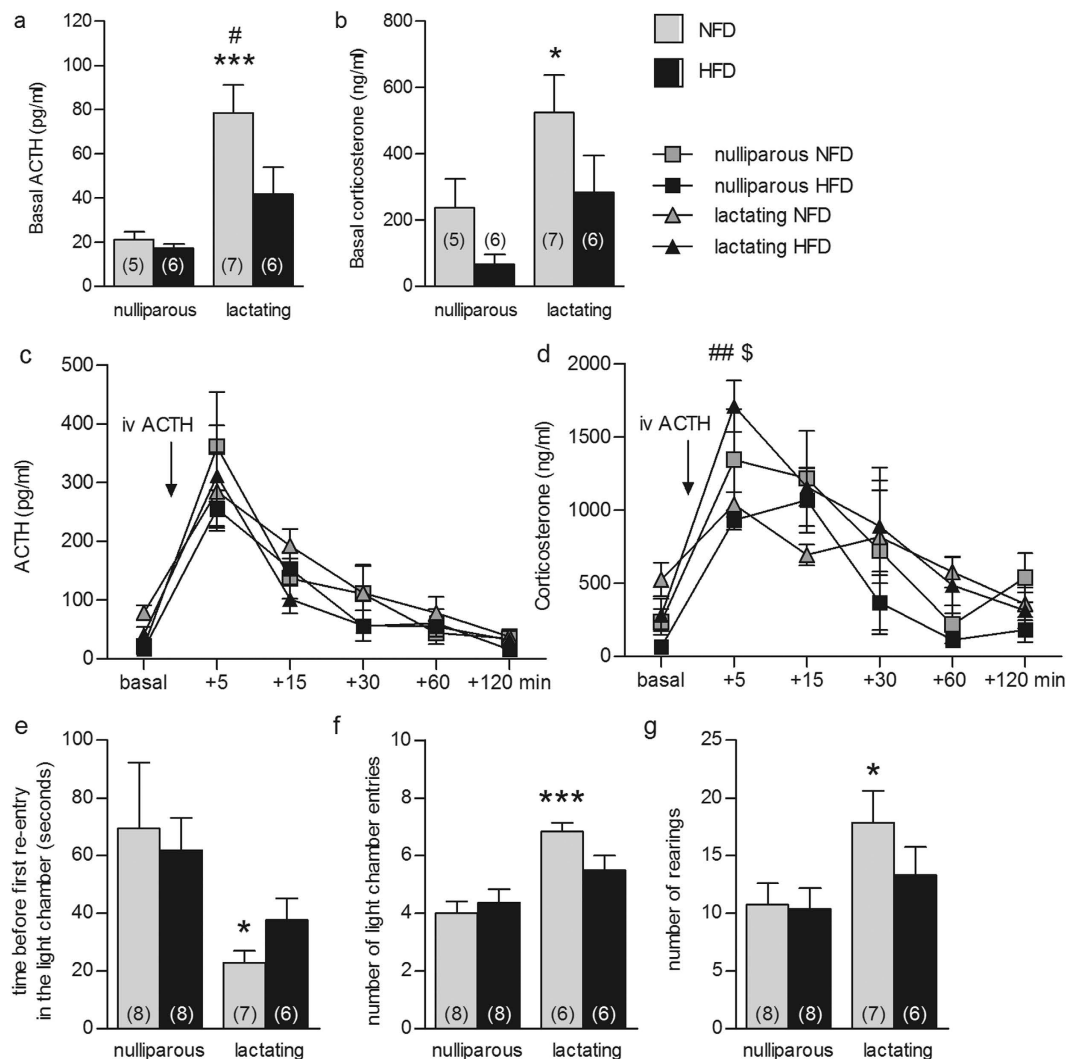 a
Basal ACTH (pg/ml)
120
100
80
60
40
20
0
#
***
(5)
(6)
(7)
(6)
nulliparous
lactating
b
Basal corticosterone (ng/ml)
800
600
400
200
0
*
(5)
(6)
(7)
(6)
nulliparous
lactating
NFD
HFD
nulliparous NFD
nulliparous HFD
lactating NFD
lactating HFD
c
ACTH (pg/ml)
500
400
300
200
100
0
iv ACTH
basal
+5
+15
+30
+60
+120 min
d
Corticosterone (ng/ml)
2000
1500
1000
500
0
## $
iv ACTH
basal
+5
+15
+30
+60
+120 min
e
time before first re-entry
in the light chamber (seconds)
100
80
60
40
20
0
*
(8)
(8)
(7)
(6)
nulliparous
lactating
f
number of light chamber entries
10
8
6
4
2
0
***
(8)
(8)
(6)
(6)
nulliparous
lactating
g
number of rearings
25
20
15
10
5
0
*
(8)
(8)
(7)
(6)
nulliparous
lactating